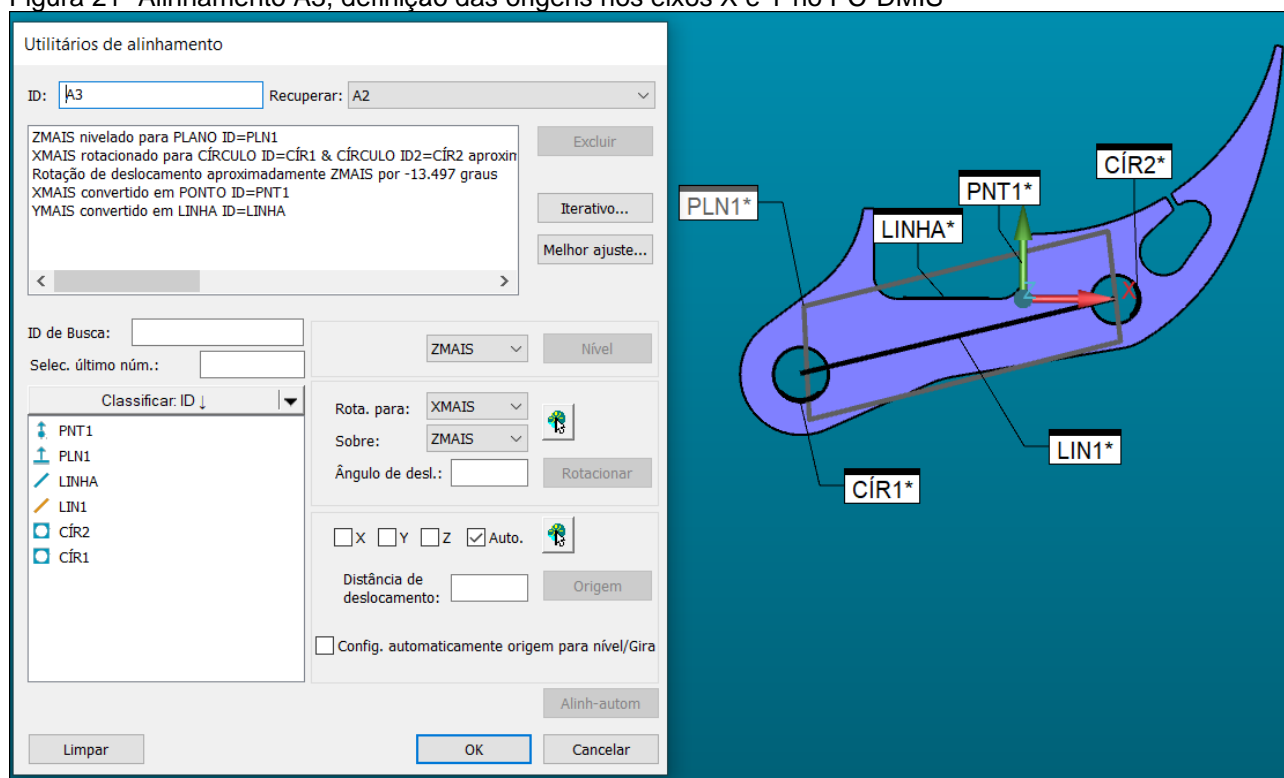 Figura 21- Alinhamento A3, definição das origens nos eixos X e Y no PC-DMIS
Utilitários de alinhamento
ID: A3 Recuperar: A2
ZMAIS nivelado para PLANO ID=PLN1
XMAIS rotacionado para CÍRCULO ID=CÍR1 & CÍRCULO ID2=CÍR2 aproxin
Rotação de deslocamento aproximadamente ZMAIS por -13.497 graus
XMAIS convertido em PONTO ID=PNT1
YMAIS convertido em LINHA ID=LINHA
Excluir
Iterativo...
Melhor ajuste...
ID de Busca:
Selec. último núm.:
Classificar: ID↓
PNT1
PLN1
LINHA
LIN1
CÍR2
CÍR1
ZMAIS Nível
Rota. para: XMAIS
Sobre: ZMAIS
Ângulo de desl.: Rotacionar
X Y Z Auto.
Distância de
deslocamento: Origem
Config. automaticamente origem para nível/Gira
Alinh-autom
Limpar OK Cancelar
PLN1*
LINHA*
PNT1*
CÍR2*
Z X
LIN1*
CÍR1*